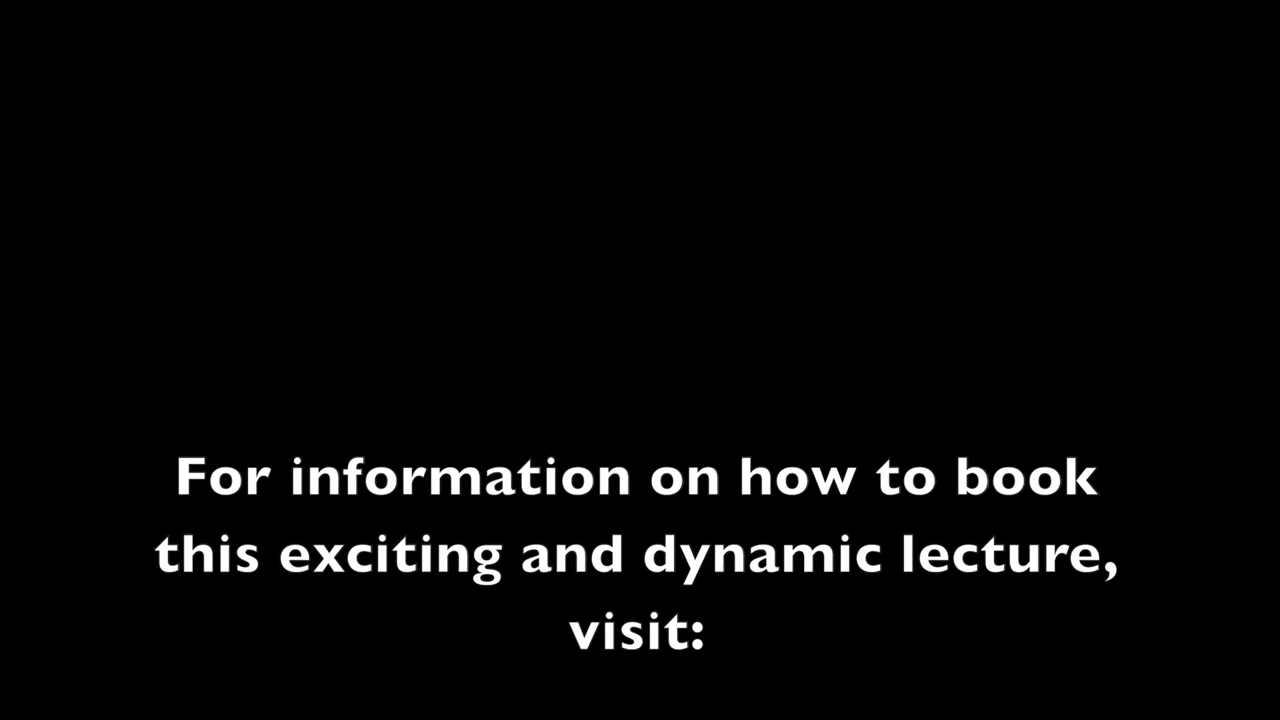 For information on how to book
this exciting and dynamic lecture,
visit: